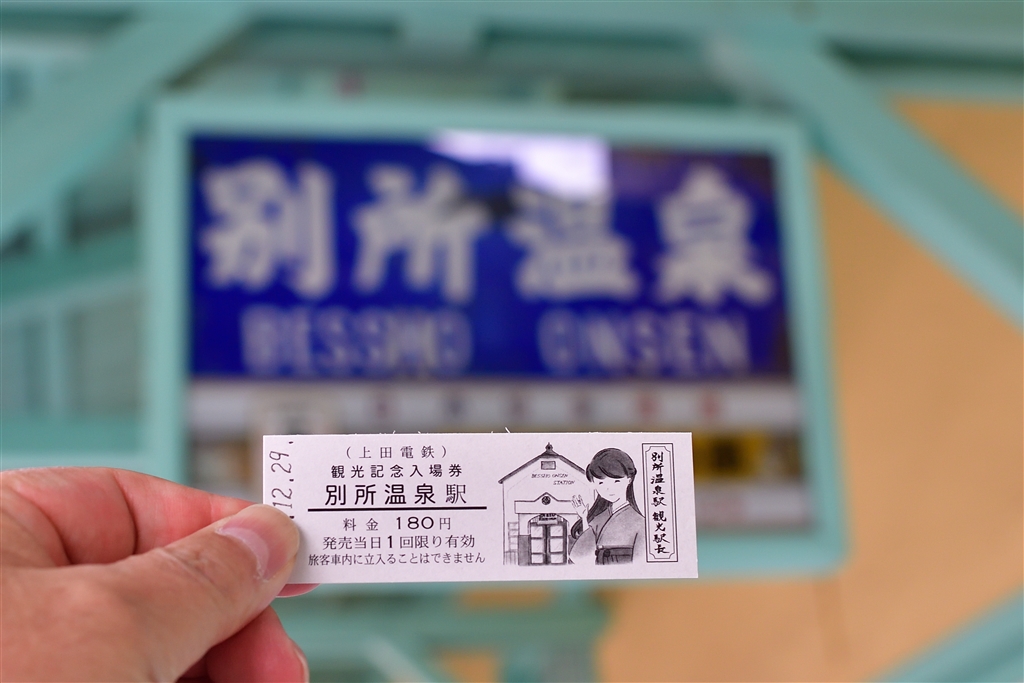 別所温泉
BESSHO ONSEN
12.29.
(上田電鉄)
観光記念入場券
別所温泉駅
料金 180円
発売当日1回限り有効
旅客車内に立入ることはできません
BESSHO ONSEN
STATION
別所温泉駅 観光駅長